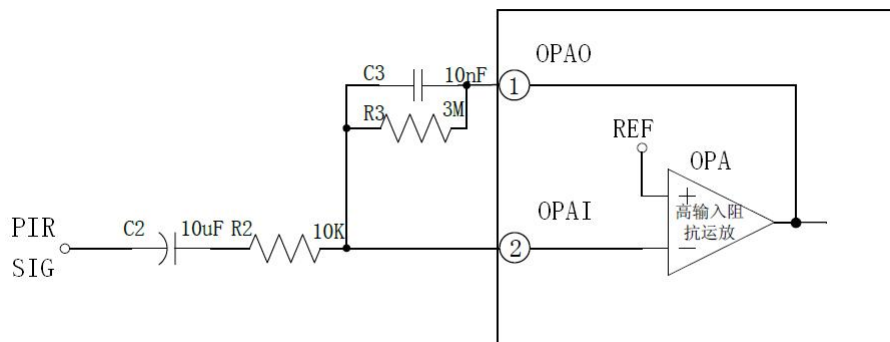 OPAO
C3
10nF
①
R3
3M
REF
OPA
+
高输入阻
抗运放
−
PIR
SIG
C2
10uF
R2
10K
OPAI
②